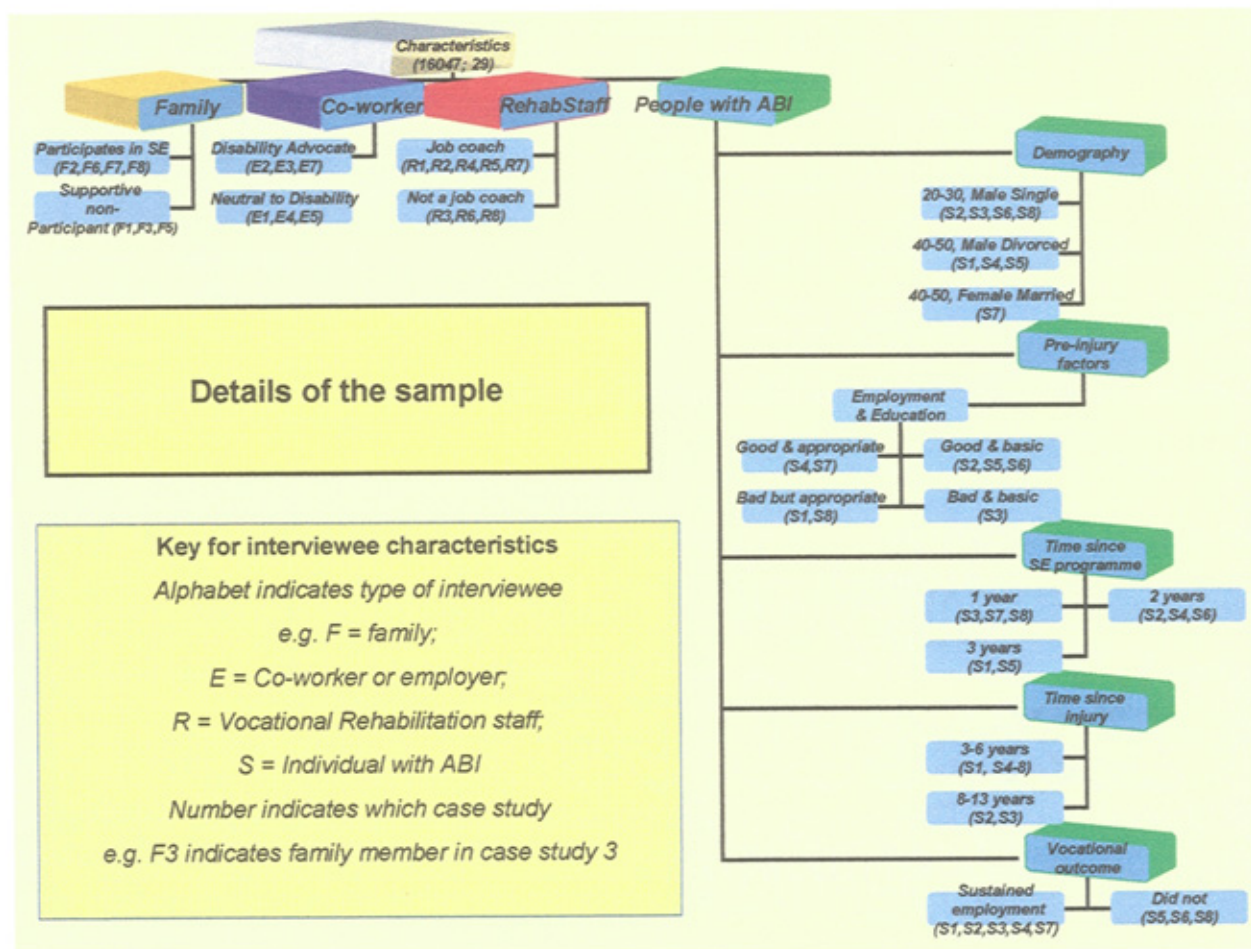 Characteristics
(16047; 29)
Family
Co-worker
RehabStaff
People with ABI
Participates in SE
(F2,F6,F7,F8)
Supportive
non-
Participant (F1,F3,F5)
Disability Advocate
(E2,E3,E7)
Neutral to Disability
(E1,E4,E5)
Job coach
(R1,R2,R4,R5,R7)
Not a job coach
(R3,R6,R8)
Demography
20-30, Male Single
(S2,S3,S6,S8)
40-50, Male Divorced
(S1,S4,S5)
40-50, Female Married
(S7)
Pre-injury
factors
Employment
& Education
Good & appropriate
(S4,S7)
Good & basic
(S2,S5,S6)
Bad but appropriate
(S1,S8)
Bad & basic
(S3)
Time since
SE programme
1 year
(S3,S7,S8)
2 years
(S2,S4,S6)
3 years
(S1,S5)
Time since
injury
3-6 years
(S1, S4-8)
8-13 years
(S2,S3)
Vocational
outcome
Sustained
employment
(S1,S2,S3,S4,S7)
Did not
(S5,S6,S8)
Details of the sample
Key for interviewee characteristics
Alphabet indicates type of interviewee
e.g. F = family;
E = Co-worker or employer;
R = Vocational Rehabilitation staff;
S = Individual with ABI
Number indicates which case study
e.g. F3 indicates family member in case study 3